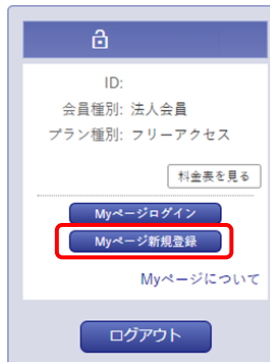 ID:
会員種別: 法人会員
プラン種別: フリーアクセス
料金表を見る
Myページログイン
Myページ新規登録
Myページについて
ログアウト